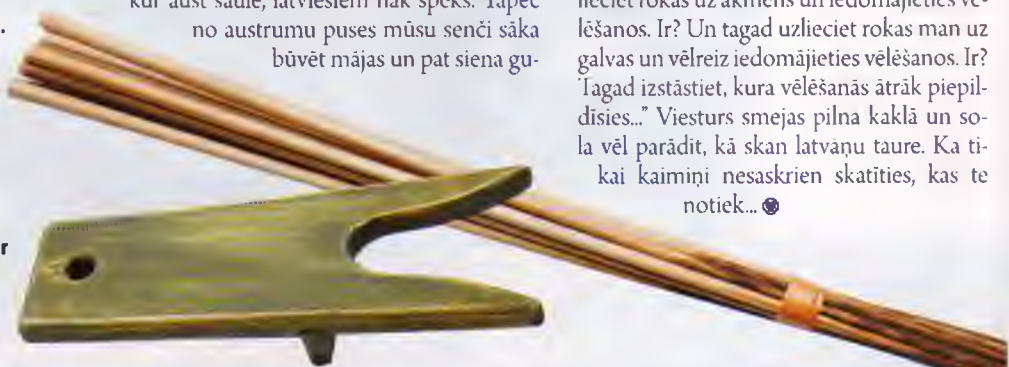 kur aust saule, latviešiem nāk spēks. Tāpēc
no austrumu puses mūsu senči sāka
būvēt mājas un pat siena gu-
lieciet rokas uz akmens un iedomājieties vē-
lēšanos. Ir? Un tagad uzlieciet rokas man uz
galvas un vēlreiz iedomājieties vēlēšanos. Ir?
Tagad izstāstiet, kura vēlēšanās ātrāk piepil-
dīsies..." Viesturs smejas pilnā kaklā un so-
la vēl parādīt, kā skan latvāņu taure. Ka ti-
kai kaimiņi nesaskrien skatīties, kas te
notiek...
r